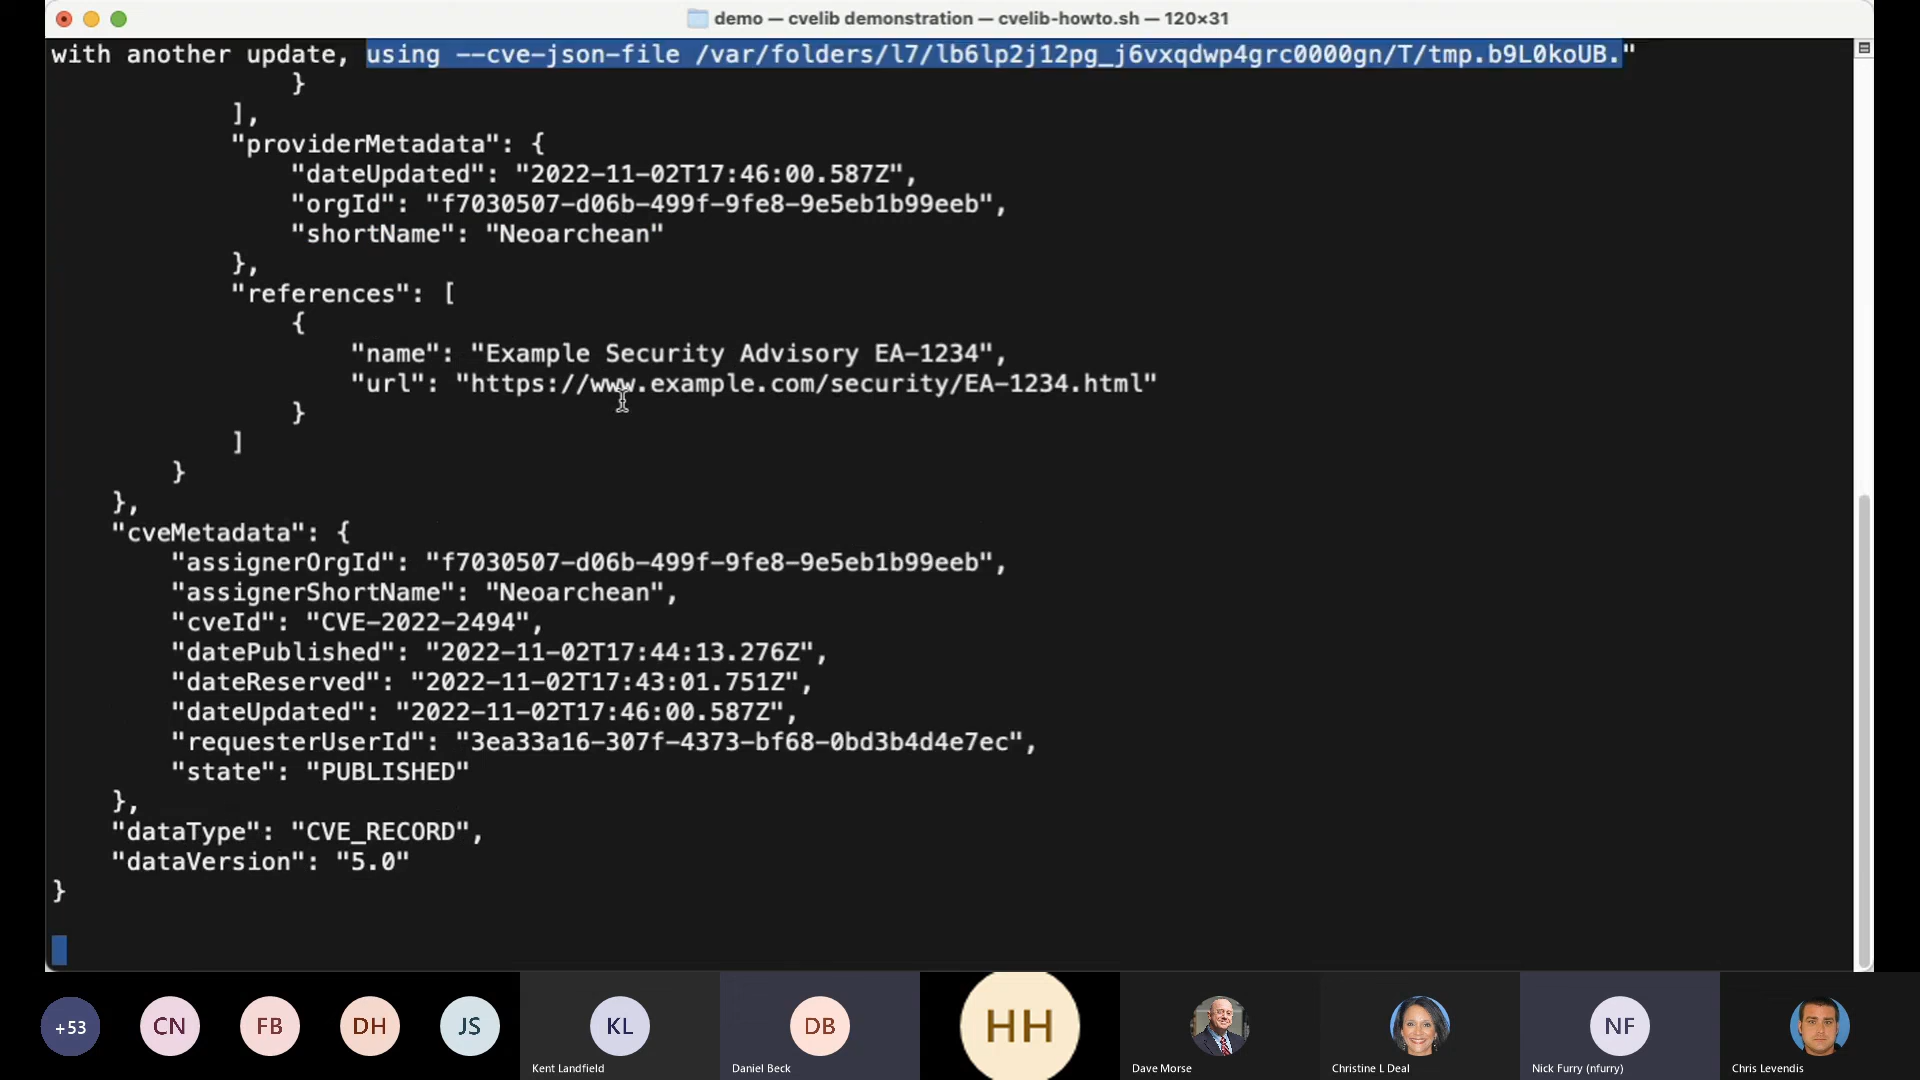 demo — cvelib demonstration — cvelib-howto.sh — 120×31
with another update, using --cve-json-file /var/folders/l7/lb6lp2j12pg_j6vxqdwp4grc0000gn/T/tmp.b9L0koUB."
}
],
"providerMetadata": {
"dateUpdated": "2022-11-02T17:46:00.587Z",
"orgId": "f7030507-d06b-499f-9fe8-9e5eb1b99eeb",
"shortName": "Neoarchean"
},
"references": [
{
"name": "Example Security Advisory EA-1234",
"url": "https://www.example.com/security/EA-1234.html"
}
]
}
},
"cveMetadata": {
"assignerOrgId": "f7030507-d06b-499f-9fe8-9e5eb1b99eeb",
"assignerShortName": "Neoarchean",
"cveId": "CVE-2022-2494",
"datePublished": "2022-11-02T17:44:13.276Z",
"dateReserved": "2022-11-02T17:43:01.751Z",
"dateUpdated": "2022-11-02T17:46:00.587Z",
"requesterUserId": "3ea33a16-307f-4373-bf68-0bd3b4d4e7ec",
"state": "PUBLISHED"
},
"dataType": "CVE_RECORD",
"dataVersion": "5.0"
}
+53 CN FB DH JS KL DB HH NF
Kent Landfield Daniel Beck Dave Morse Christine L Deal Nick Furry (nfurry) Chris Levendis